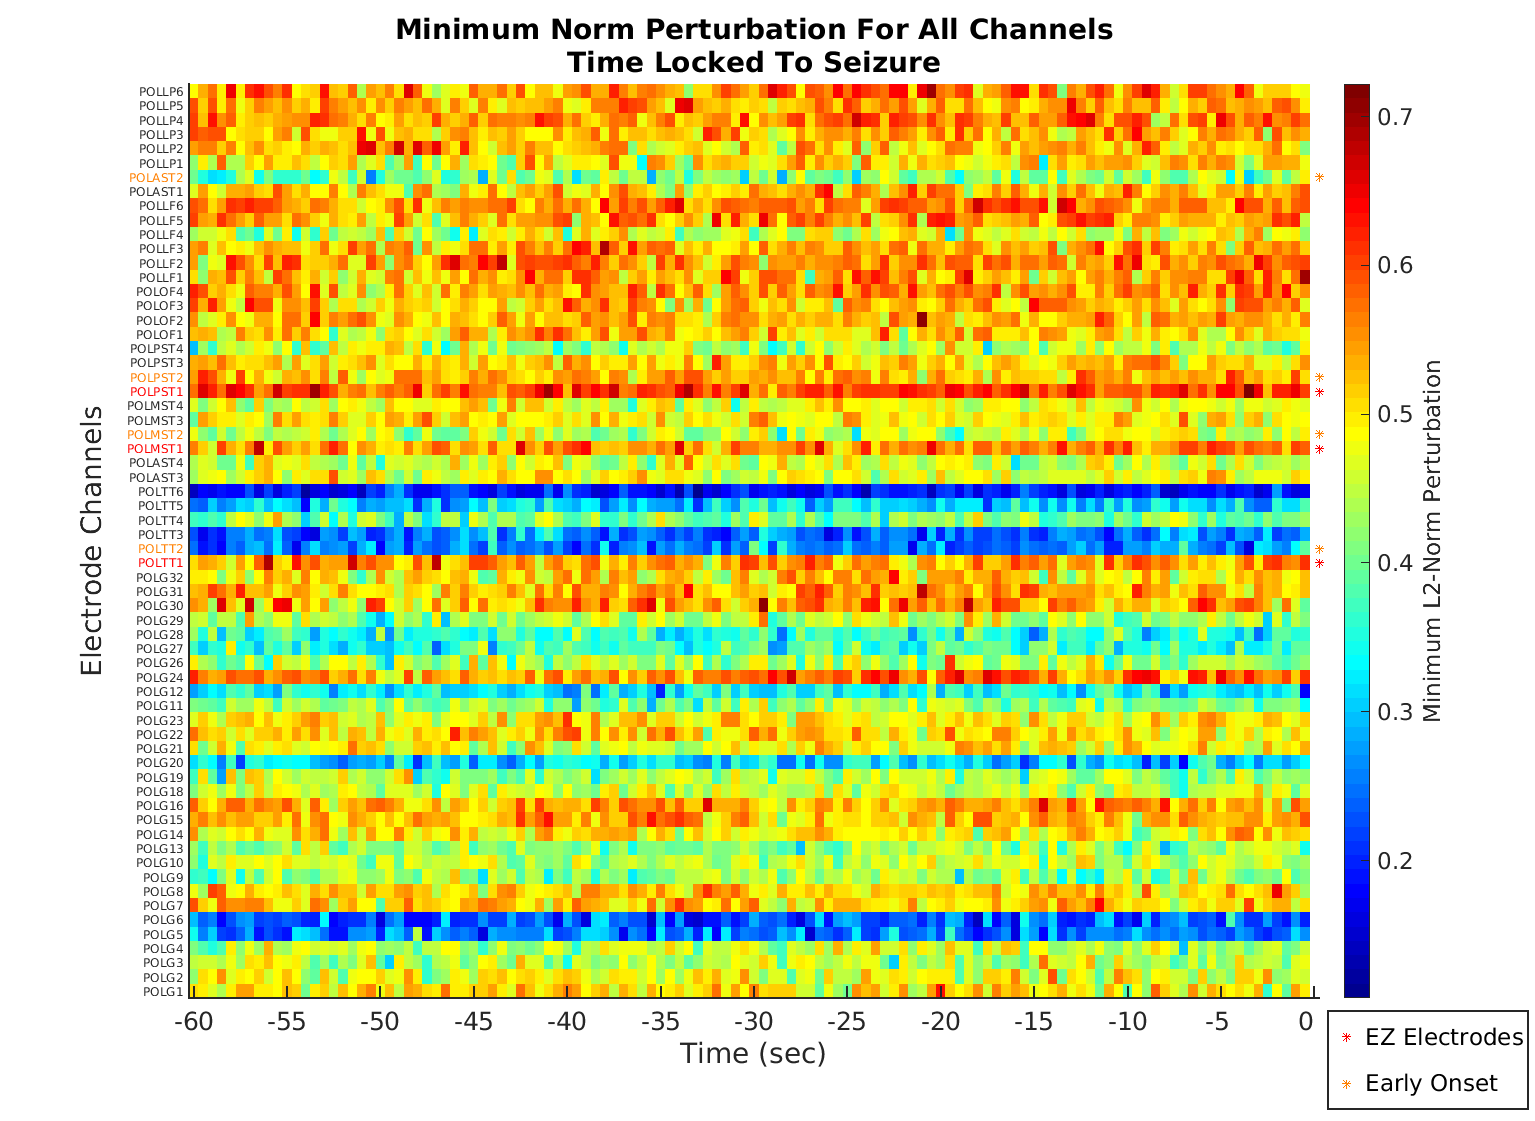 Minimum Norm Perturbation For All Channels
Time Locked To Seizure
POLLP6
POLLP5
POLLP4
POLLP3
POLLP2
POLLP1
POLAST2
POLAST1
POLLF6
POLLF5
POLLF4
POLLF3
POLLF2
POLLF1
POLOF4
POLOF3
POLOF2
POLOF1
POLPST4
POLPST3
POLPST2
POLPST1
POLMST4
POLMST3
POLMST2
POLMST1
POLAST4
POLAST3
POLTT6
POLTT5
POLTT4
POLTT3
POLTT2
POLTT1
POLG32
POLG31
POLG30
POLG29
POLG28
POLG27
POLG26
POLG24
POLG12
POLG11
POLG23
POLG22
POLG21
POLG20
POLG19
POLG18
POLG16
POLG15
POLG14
POLG13
POLG10
POLG9
POLG8
POLG7
POLG6
POLG5
POLG4
POLG3
POLG2
POLG1
Electrode Channels
-60 -55 -50 -45 -40 -35 -30 -25 -20 -15 -10 -5 0
Time (sec)
0.7
0.6
0.5
0.4
0.3
0.2
Minimum L2-Norm Perturbation
EZ Electrodes
Early Onset